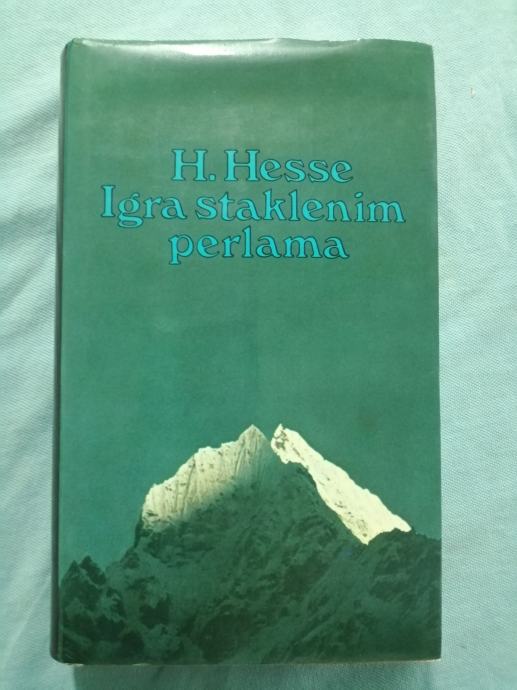 H. Hesse
Igra staklenim
perlama